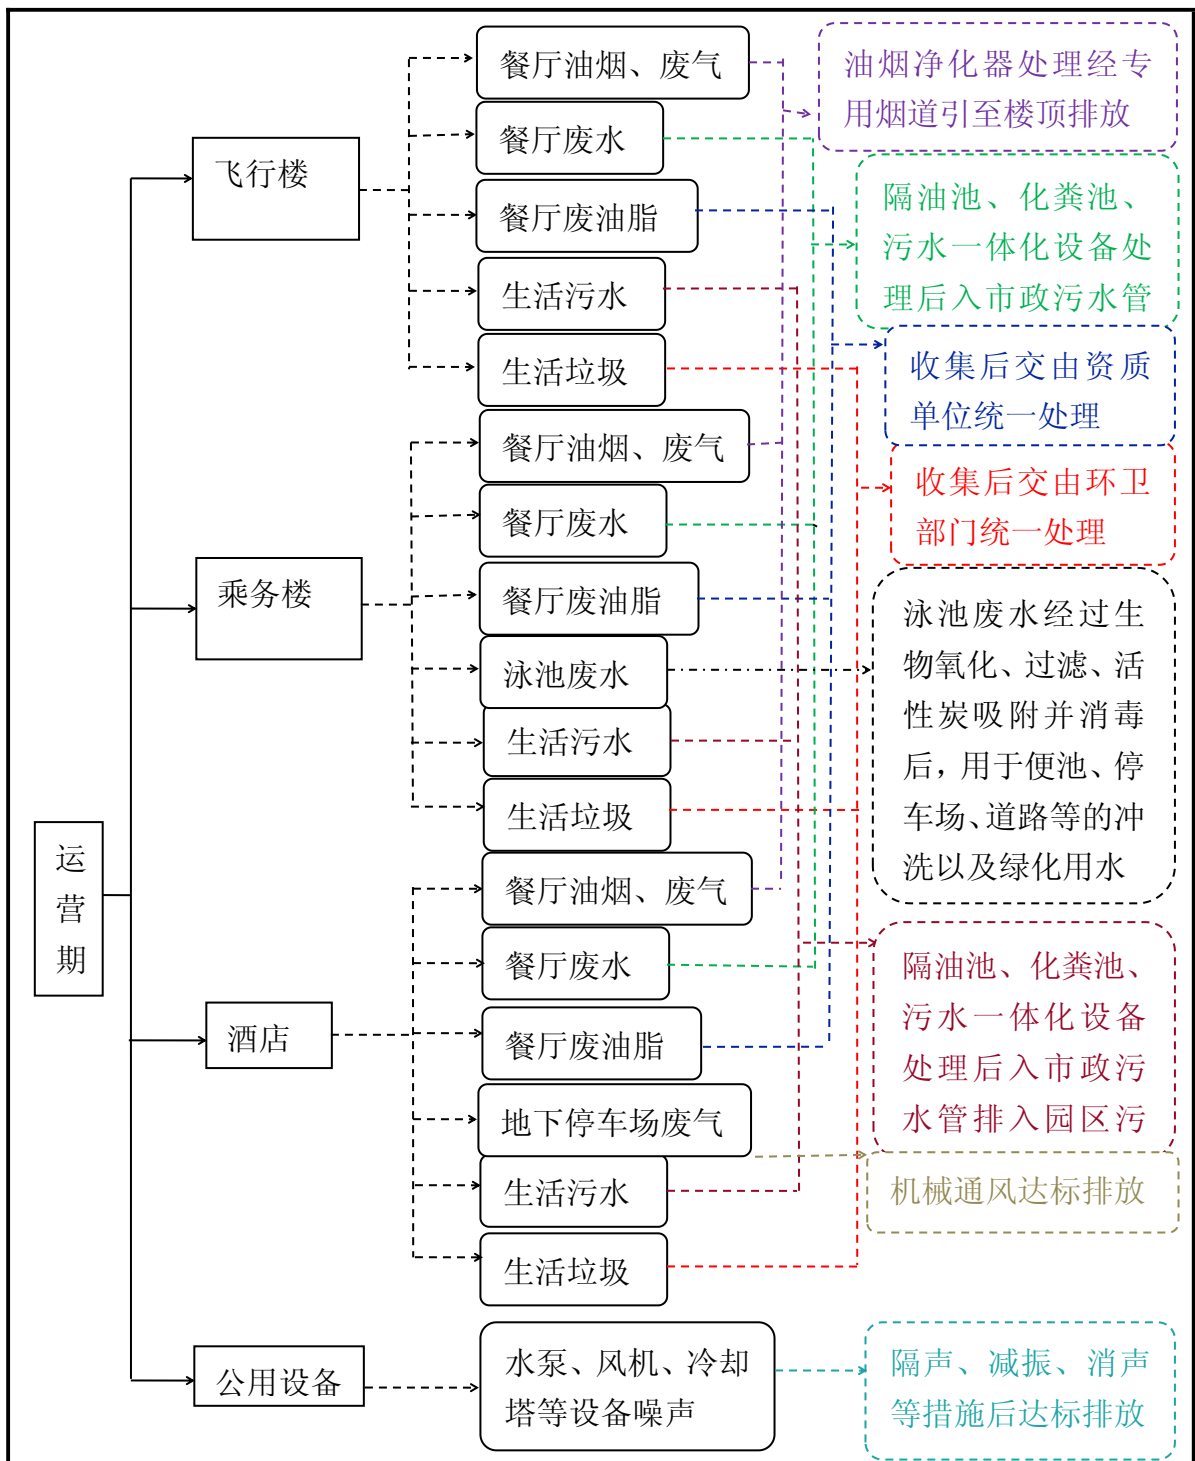 运
营
期
飞行楼
餐厅油烟、废气
餐厅废水
餐厅废油脂
生活污水
生活垃圾
乘务楼
餐厅油烟、废气
餐厅废水
餐厅废油脂
泳池废水
生活污水
生活垃圾
酒店
餐厅油烟、废气
餐厅废水
餐厅废油脂
地下停车场废气
生活污水
生活垃圾
公用设备
水泵、风机、冷却
塔等设备噪声
油烟净化器处理经专
用烟道引至楼顶排放
隔油池、化粪池、
污水一体化设备处
理后入市政污水管
收集后交由资质
单位统一处理
收集后交由环卫
部门统一处理
泳池废水经过生
物氧化、过滤、活
性炭吸附并消毒
后，用于便池、停
车场、道路等的冲
洗以及绿化用水
隔油池、化粪池、
污水一体化设备
处理后入市政污
水管排入园区污
机械通风达标排放
隔声、减振、消声
等措施后达标排放